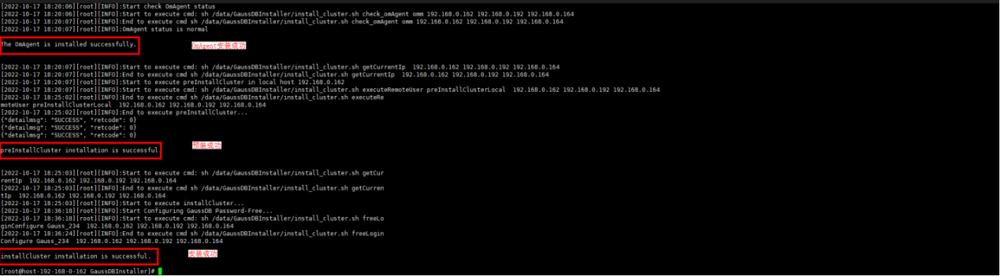 [2022-10-17 18:20:06][root][INFO]:Start check OmAgent status
[2022-10-17 18:20:06][root][INFO]:Start to execute cmd: sh /data/GaussDBInstaller/install_cluster.sh check_omAgent omm 192.168.0.162 192.168.0.192 192.168.0.164
[2022-10-17 18:20:07][root][INFO]:End to execute cmd sh /data/GaussDBInstaller/install_cluster.sh check_omAgent omm 192.168.0.162 192.168.0.192 192.168.0.164
[2022-10-17 18:20:07][root][INFO]:OmAgent status is normal
The OmAgent is installed successfully.
OmAgent安装成功
[2022-10-17 18:20:07][root][INFO]:Start to execute cmd: sh /data/GaussDBInstaller/install_cluster.sh getCurrentIp 192.168.0.162 192.168.0.192 192.168.0.164
[2022-10-17 18:20:07][root][INFO]:End to execute cmd sh /data/GaussDBInstaller/install_cluster.sh getCurrentIp 192.168.0.162 192.168.0.192 192.168.0.164
[2022-10-17 18:20:07][root][INFO]:Start to execute preInstallCluster in local host 192.168.0.162
[2022-10-17 18:20:07][root][INFO]:Start to execute cmd: sh /data/GaussDBInstaller/install_cluster.sh executeRemoteUser preInstallClusterLocal 192.168.0.162 192.168.0.192 192.168.0.164
[2022-10-17 18:25:02][root][INFO]:End to execute cmd sh /data/GaussDBInstaller/install_cluster.sh executeRe
moteUser preInstallClusterLocal 192.168.0.162 192.168.0.192 192.168.0.164
[2022-10-17 18:25:02][root][INFO]:End to execute preInstallCluster...
{"detailmsg": "SUCCESS", "retcode": 0}
{"detailmsg": "SUCCESS", "retcode": 0}
{"detailmsg": "SUCCESS", "retcode": 0}
preInstallCluster installation is successful.
预装成功
[2022-10-17 18:25:03][root][INFO]:Start to execute cmd: sh /data/GaussDBInstaller/install_cluster.sh getCur
rentIp 192.168.0.162 192.168.0.192 192.168.0.164
[2022-10-17 18:25:03][root][INFO]:End to execute cmd sh /data/GaussDBInstaller/install_cluster.sh getCurren
tIp 192.168.0.162 192.168.0.192 192.168.0.164
[2022-10-17 18:25:03][root][INFO]:Start to execute installCluster...
[2022-10-17 18:36:18][root][INFO]:Start Configuring GaussDB Password-Free...
[2022-10-17 18:36:18][root][INFO]:Start to execute cmd: sh /data/GaussDBInstaller/install_cluster.sh freeLo
ginConfigure Gauss_234 192.168.0.162 192.168.0.192 192.168.0.164
[2022-10-17 18:36:24][root][INFO]:End to execute cmd sh /data/GaussDBInstaller/install_cluster.sh freeLogin
Configure Gauss_234 192.168.0.162 192.168.0.192 192.168.0.164
installCluster installation is successful.
安装成功
[root@host-192-168-0-162 GaussDBInstaller]#